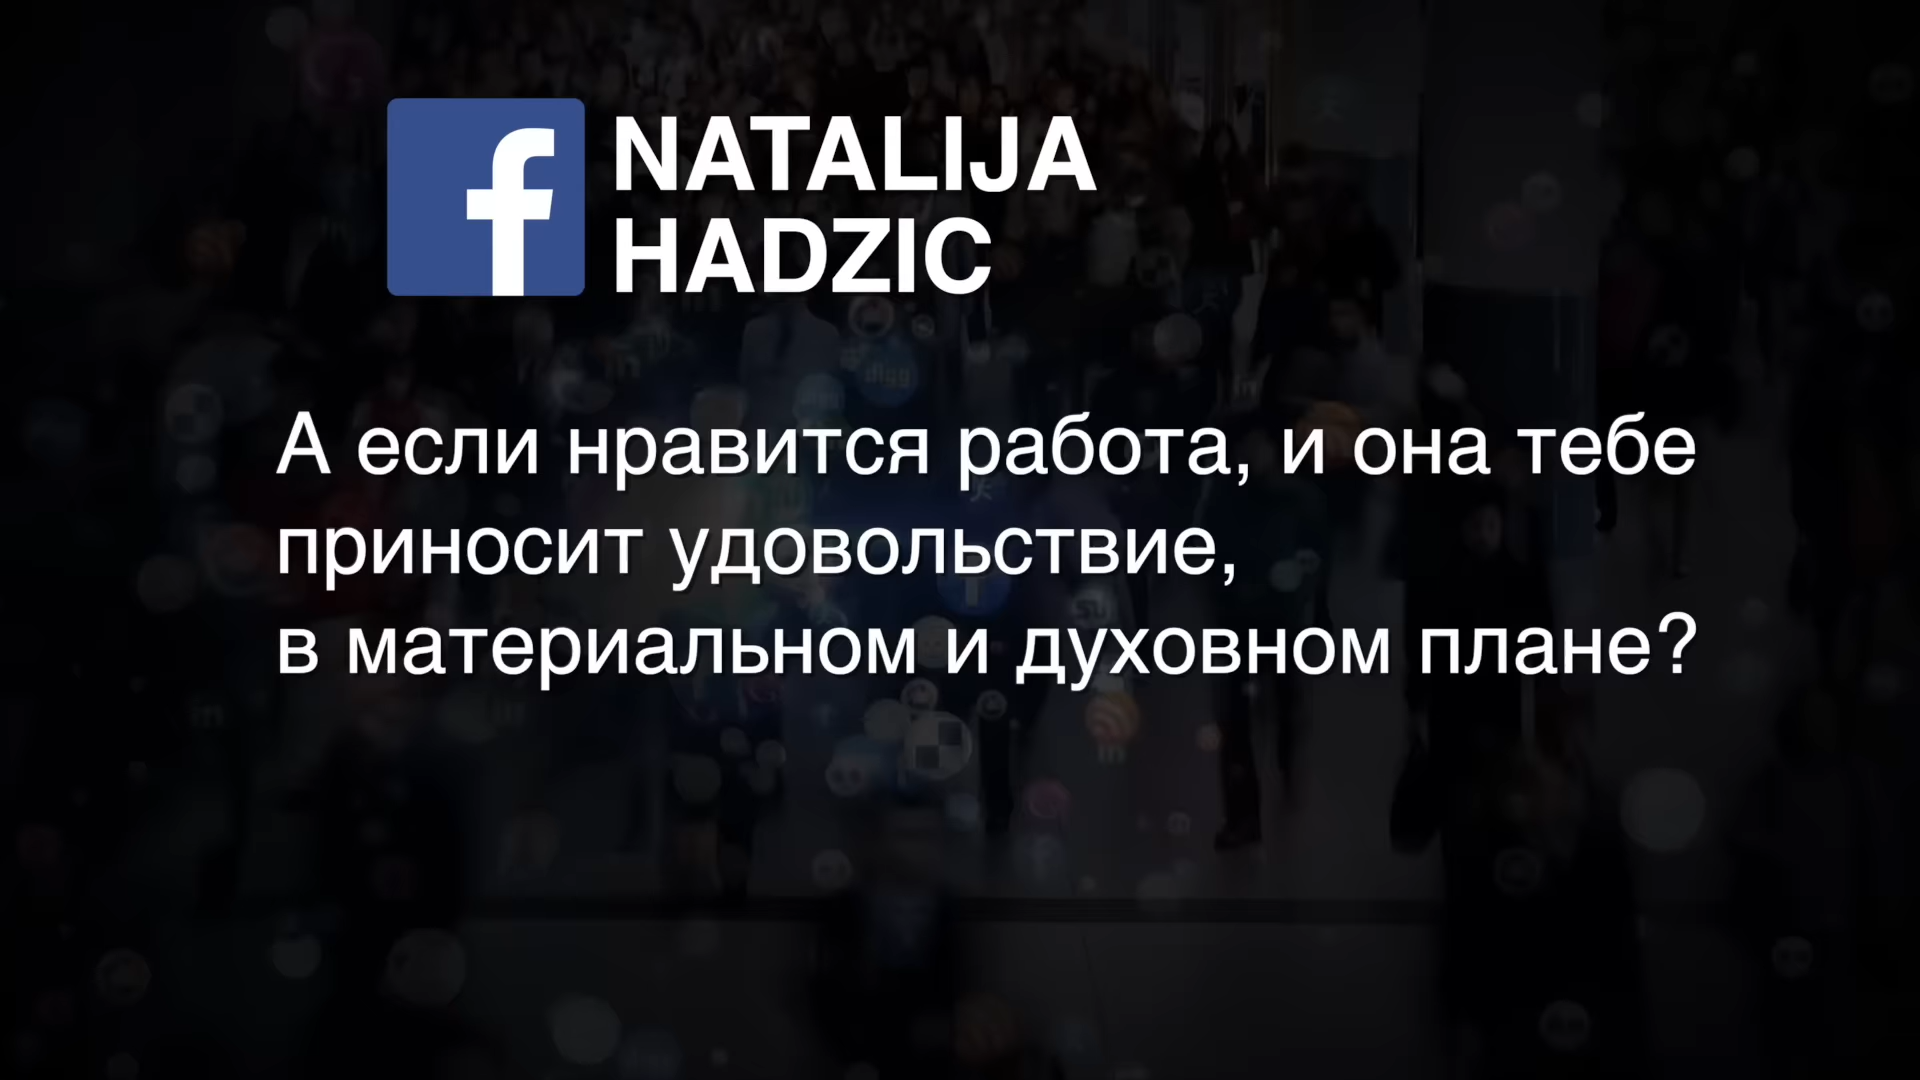 NATALIJA
HADZIC
А если нравится работа, и она тебе
приносит удовольствие,
в материальном и духовном плане?